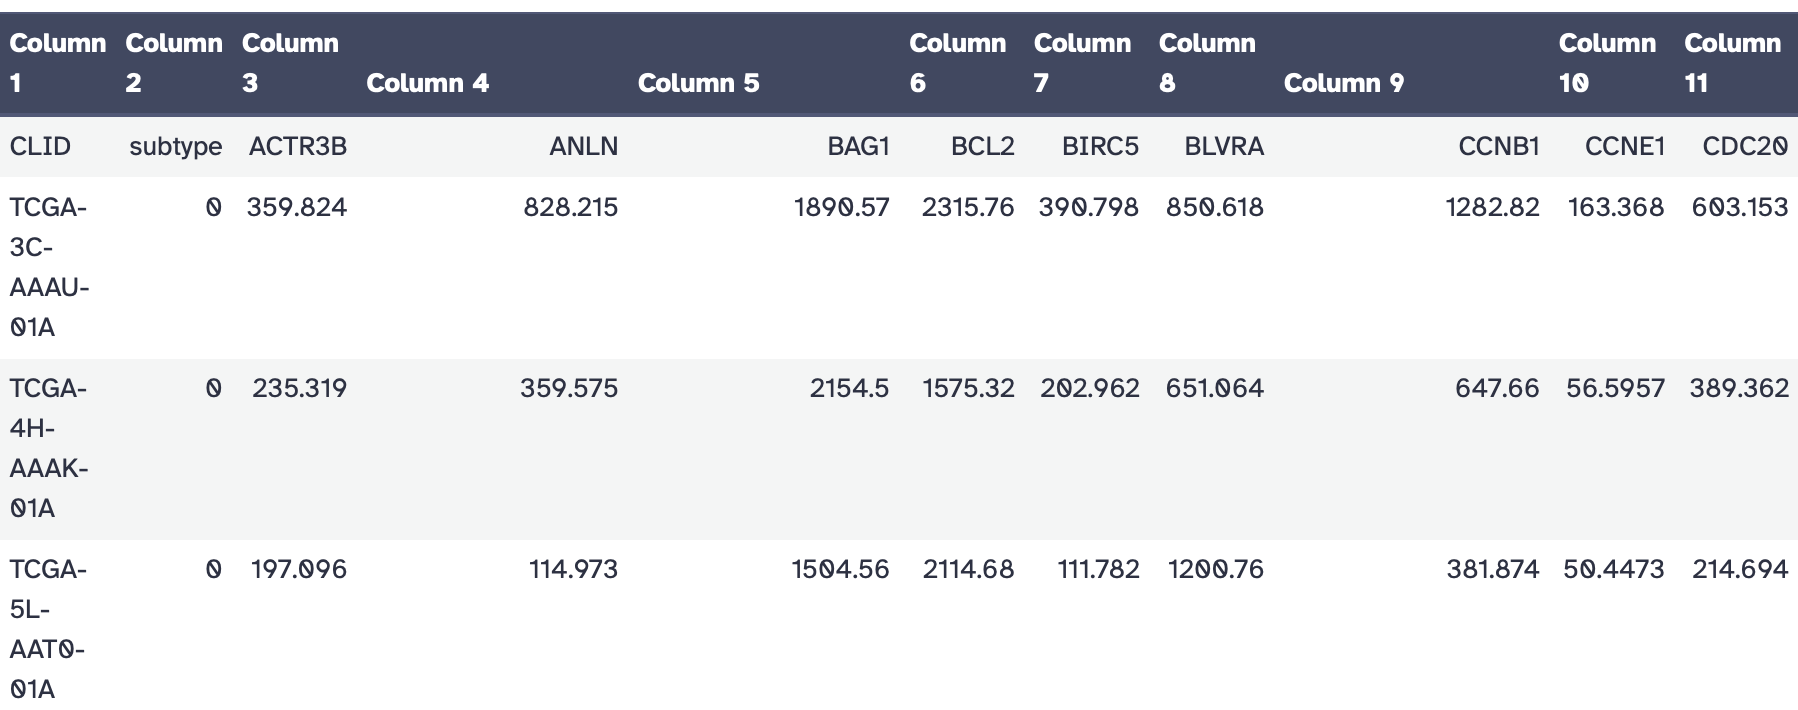 Column 1 Column 2 Column 3 Column 4 Column 5 Column 6 Column 7 Column 8 Column 9 Column 10 Column 11
CLID subtype ACTR3B ANLN BAG1 BCL2 BIRC5 BLVRA CCNB1 CCNE1 CDC20
TCGA-3C-AAAU-01A 0 359.824 828.215 1890.57 2315.76 390.798 850.618 1282.82 163.368 603.153
TCGA-4H-AAAK-01A 0 235.319 359.575 2154.5 1575.32 202.962 651.064 647.66 56.5957 389.362
TCGA-5L-AAT0-01A 0 197.096 114.973 1504.56 2114.68 111.782 1200.76 381.874 50.4473 214.694